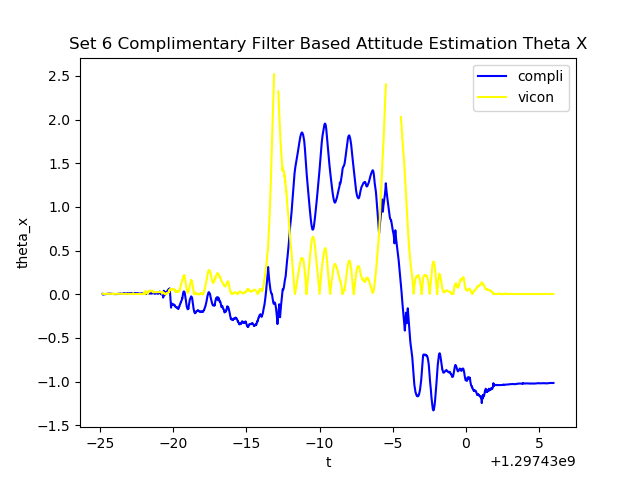 Set 6 Complimentary Filter Based Attitude Estimation Theta X
compli
vicon
2.5
2.0
1.5
1.0
0.5
0.0
−0.5
−1.0
−1.5
theta_x
−25 −20 −15 −10 −5 0 5
t
+1.29743e9